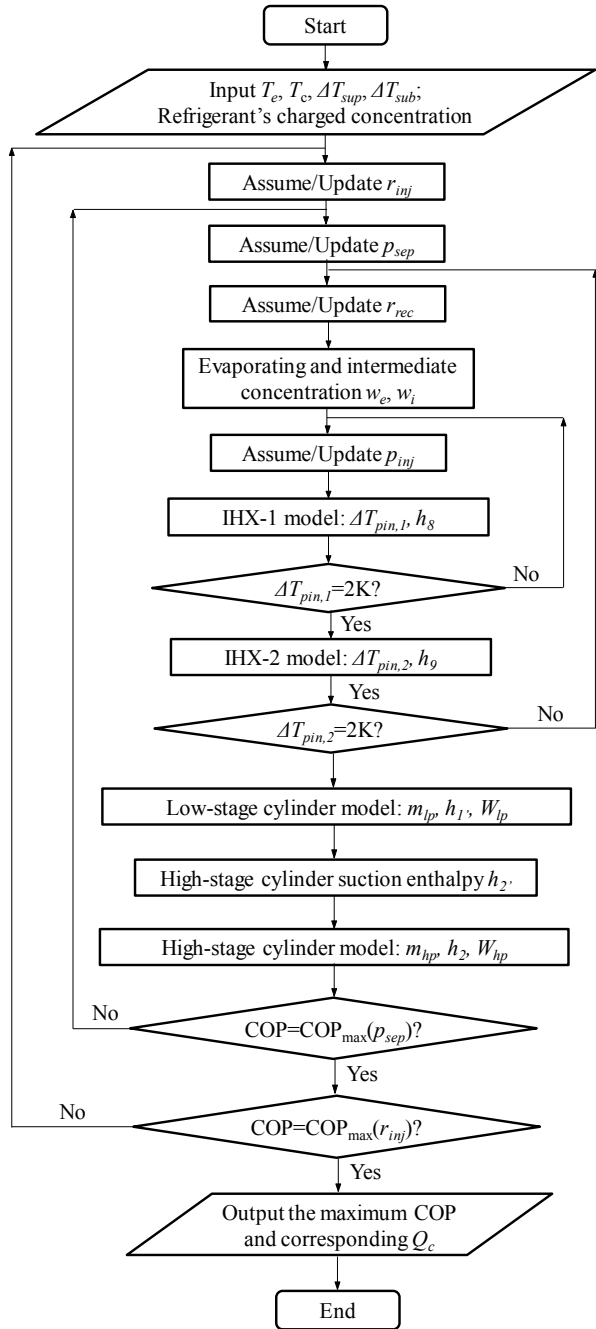 Start
Input T_e, T_c, ΔT_sup, ΔT_sub;
Refrigerant's charged concentration
Assume/Update r_inj
Assume/Update p_sep
Assume/Update r_rec
Evaporating and intermediate
concentration w_e, w_i
Assume/Update p_inj
IHX-1 model: ΔT_pin,1, h_8
No
ΔT_pin,1=2K?
Yes
IHX-2 model: ΔT_pin,2, h_9
Yes
No
ΔT_pin,2=2K?
Low-stage cylinder model: m_lp, h_1', W_lp
High-stage cylinder suction enthalpy h_2'
High-stage cylinder model: m_hp, h_2, W_hp
No
COP=COP_max(p_sep)?
Yes
No
COP=COP_max(r_inj)?
Yes
Output the maximum COP
and corresponding Q_c
End